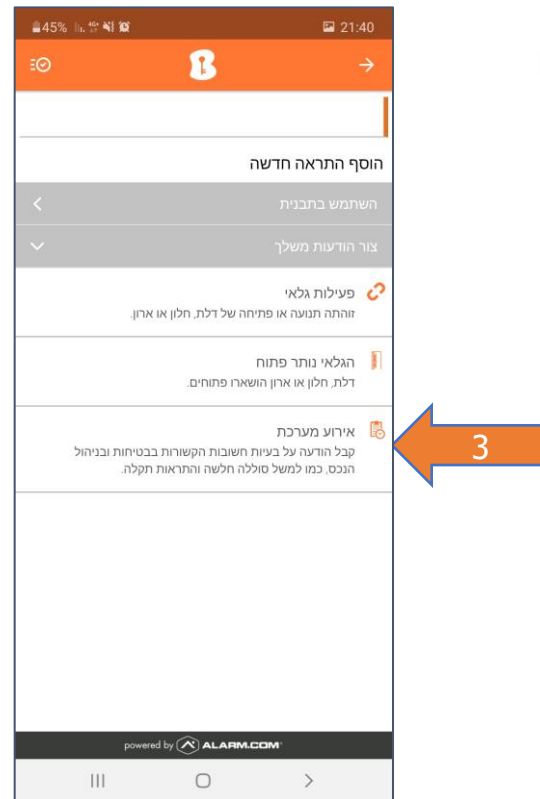 45% 4G+ 21:40
הוסף התראה חדשה
השתמש בתבנית
צור הודעות משלך
פעילות גלאי
זוהתה תנועה או פתיחה של דלת, חלון או ארון.
הגלאי נותר פתוח
דלת, חלון או ארון הושארו פתוחים.
אירוע מערכת
קבל הודעה על בעיות חשובות הקשורות בבטיחות ובניהול
הנכס, כמו למשל סוללה חלשה והתראות תקלה.
3
powered by ALARM.COM